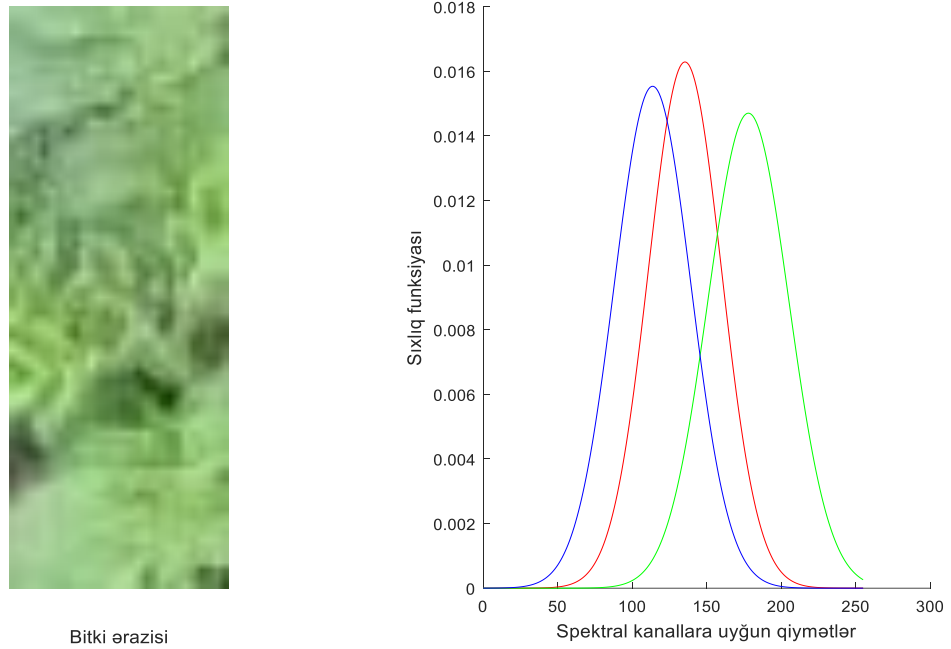 Bitki ərazisi
0.018
0.016
0.014
0.012
0.01
0.008
0.006
0.004
0.002
0
Sıxlıq funksiyası
0 50 100 150 200 250 300
Spektral kanallara uyğun qiymətlər